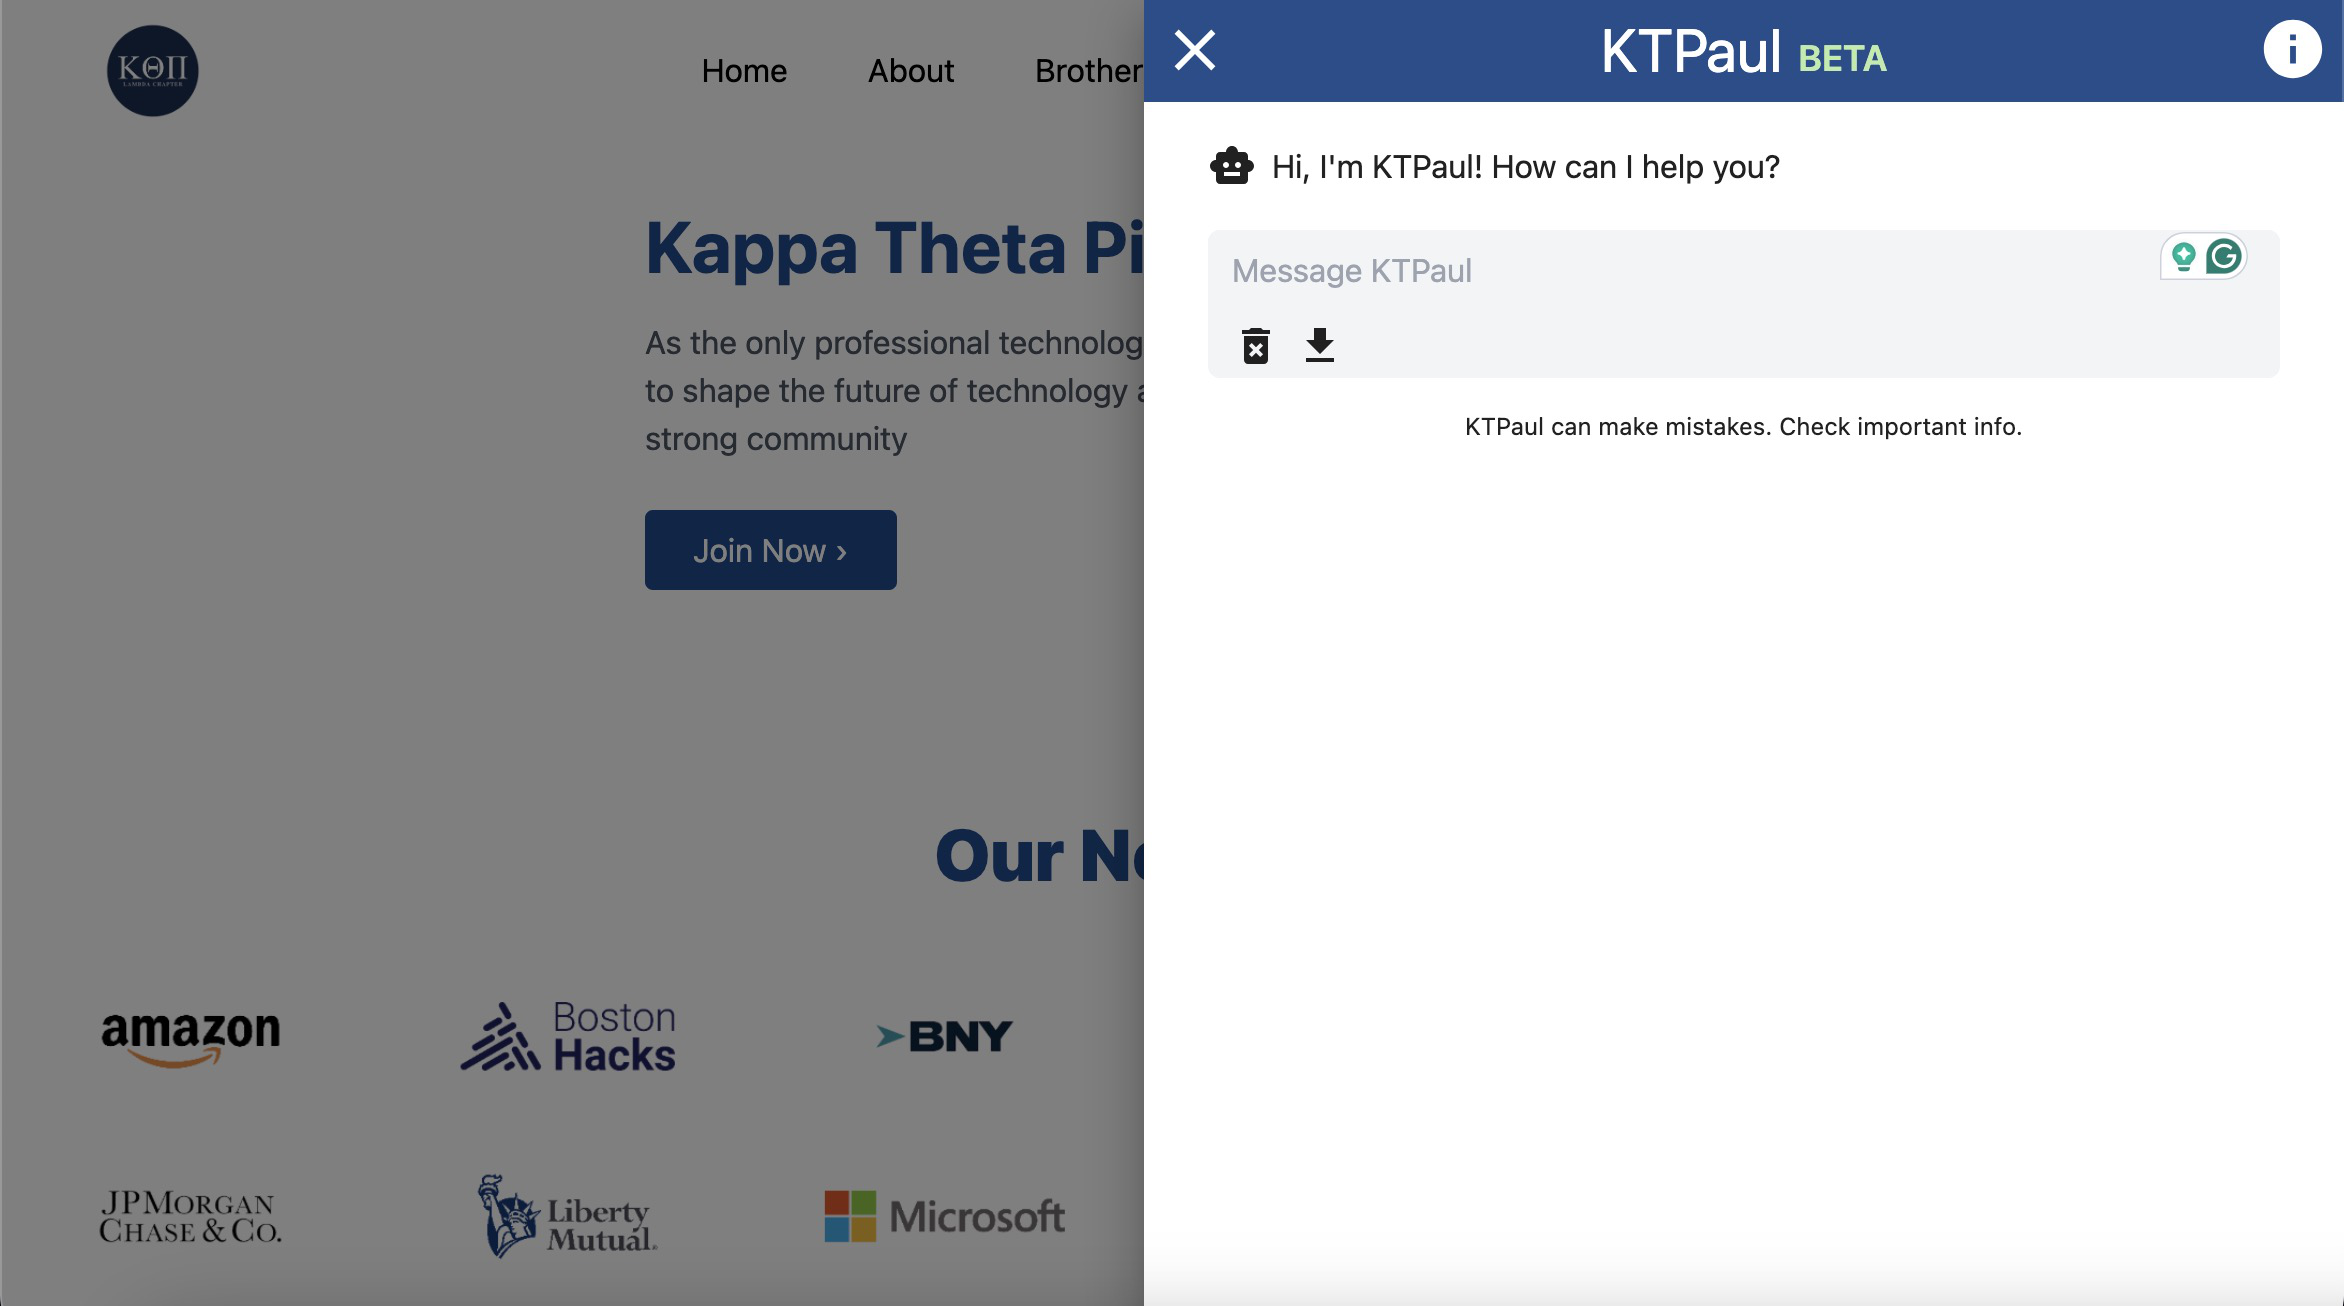 ΚΘΠ
LAMBDA CHAPTER
Home
About
Brother
Kappa Theta Pi
As the only professional technolog
to shape the future of technology a
strong community
Join Now ›
Our Ne
amazon
Boston
Hacks
BNY
JPMORGAN
CHASE & CO.
Liberty
Mutual.
Microsoft
KTPaul BETA
Hi, I'm KTPaul! How can I help you?
Message KTPaul
KTPaul can make mistakes. Check important info.